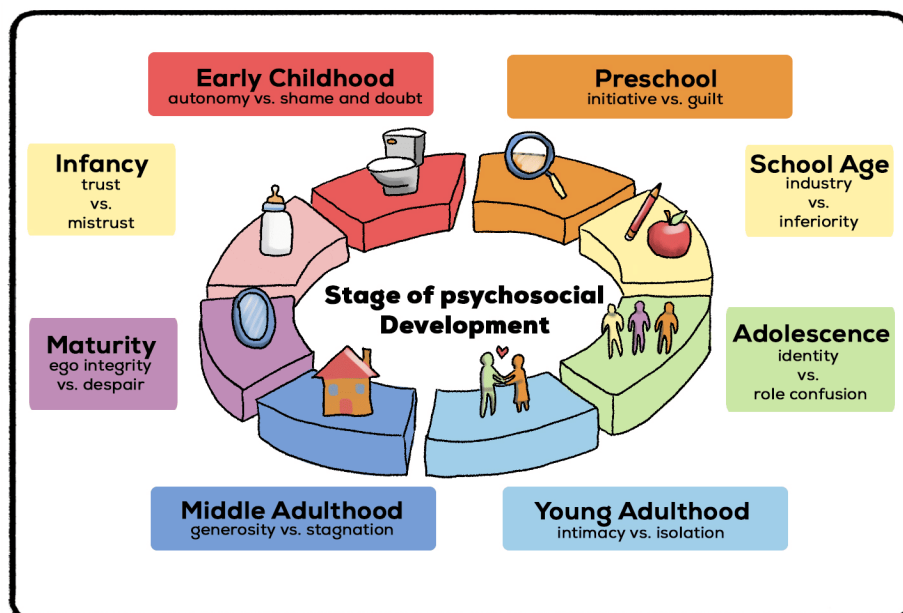 Early Childhood
autonomy vs. shame and doubt
Preschool
initiative vs. guilt
Infancy
trust
vs.
mistrust
School Age
industry
vs.
inferiority
Stage of psychosocial
Development
Maturity
ego integrity
vs. despair
Adolescence
identity
vs.
role confusion
Middle Adulthood
generosity vs. stagnation
Young Adulthood
intimacy vs. isolation